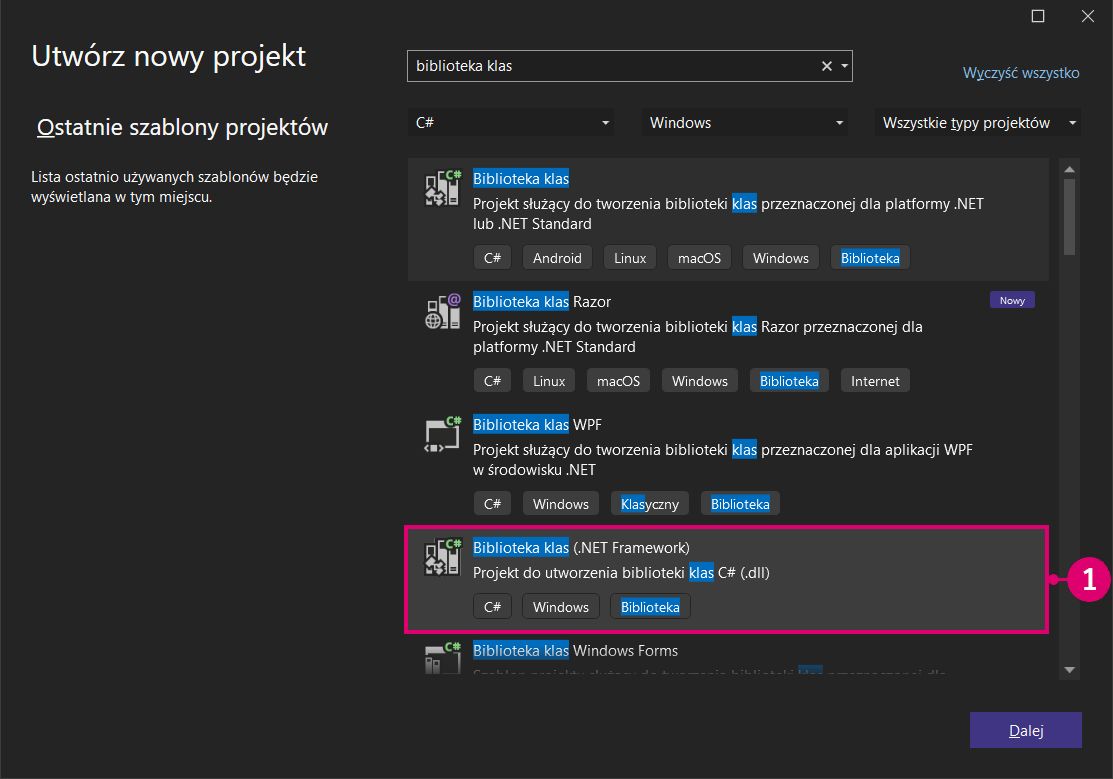 Utwórz nowy projekt
Ostatnie szablony projektów
Lista ostatnio używanych szablonów będzie
wyświetlana w tym miejscu.
biblioteka klas
Wyczyść wszystko
C#
Windows
Wszystkie typy projektów
C#
Biblioteka klas
Projekt służący do tworzenia biblioteki klas przeznaczonej dla platformy .NET
lub .NET Standard
C# Android Linux macOS Windows Biblioteka
@
Biblioteka klas Razor
Nowy
Projekt służący do tworzenia biblioteki klas Razor przeznaczonej dla
platformy .NET Standard
C# Linux macOS Windows Biblioteka Internet
C#
Biblioteka klas WPF
Projekt służący do tworzenia biblioteki klas przeznaczonej dla aplikacji WPF
w środowisku .NET
C# Windows Klasyczny Biblioteka
C#
Biblioteka klas (.NET Framework)
Projekt do utworzenia biblioteki klas C# (.dll)
C# Windows Biblioteka
1
C#
Biblioteka klas Windows Forms
Dalej